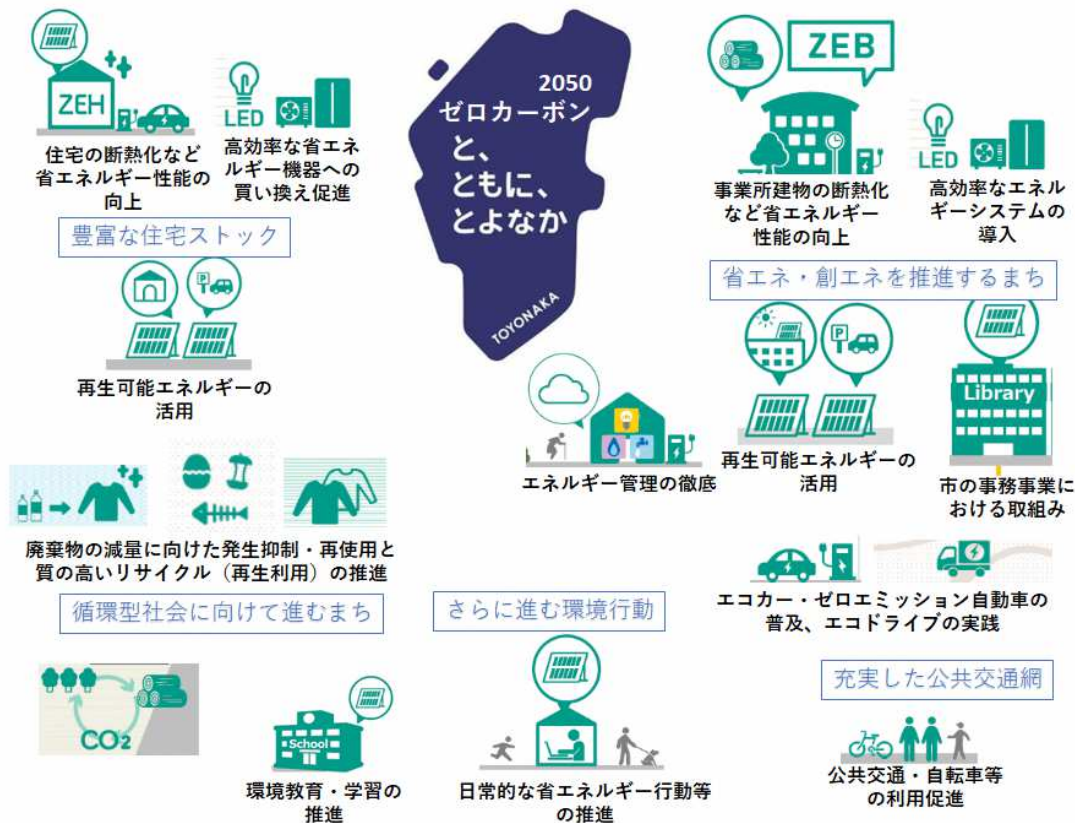 ZEH
LED
住宅の断熱化など
省エネルギー性能の
向上
高効率な省エネ
ルギー機器への
買い換え促進
豊富な住宅ストック
P
再生可能エネルギーの
活用
2050
ゼロカーボン
と、
ともに、
とよなか
TOYONAKA
ZEB
LED
事業所建物の断熱化
など省エネルギー
性能の向上
高効率なエネル
ギーシステムの
導入
省エネ・創エネを推進するまち
P
再生可能エネルギーの
活用
Library
市の事務事業に
おける取組み
エネルギー管理の徹底
廃棄物の減量に向けた発生抑制・再使用と
質の高いリサイクル（再生利用）の推進
循環型社会に向けて進むまち
さらに進む環境行動
エコカー・ゼロエミッション自動車の
普及、エコドライブの実践
充実した公共交通網
CO2
School
環境教育・学習の
推進
日常的な省エネルギー行動等
の推進
公共交通・自転車等
の利用促進